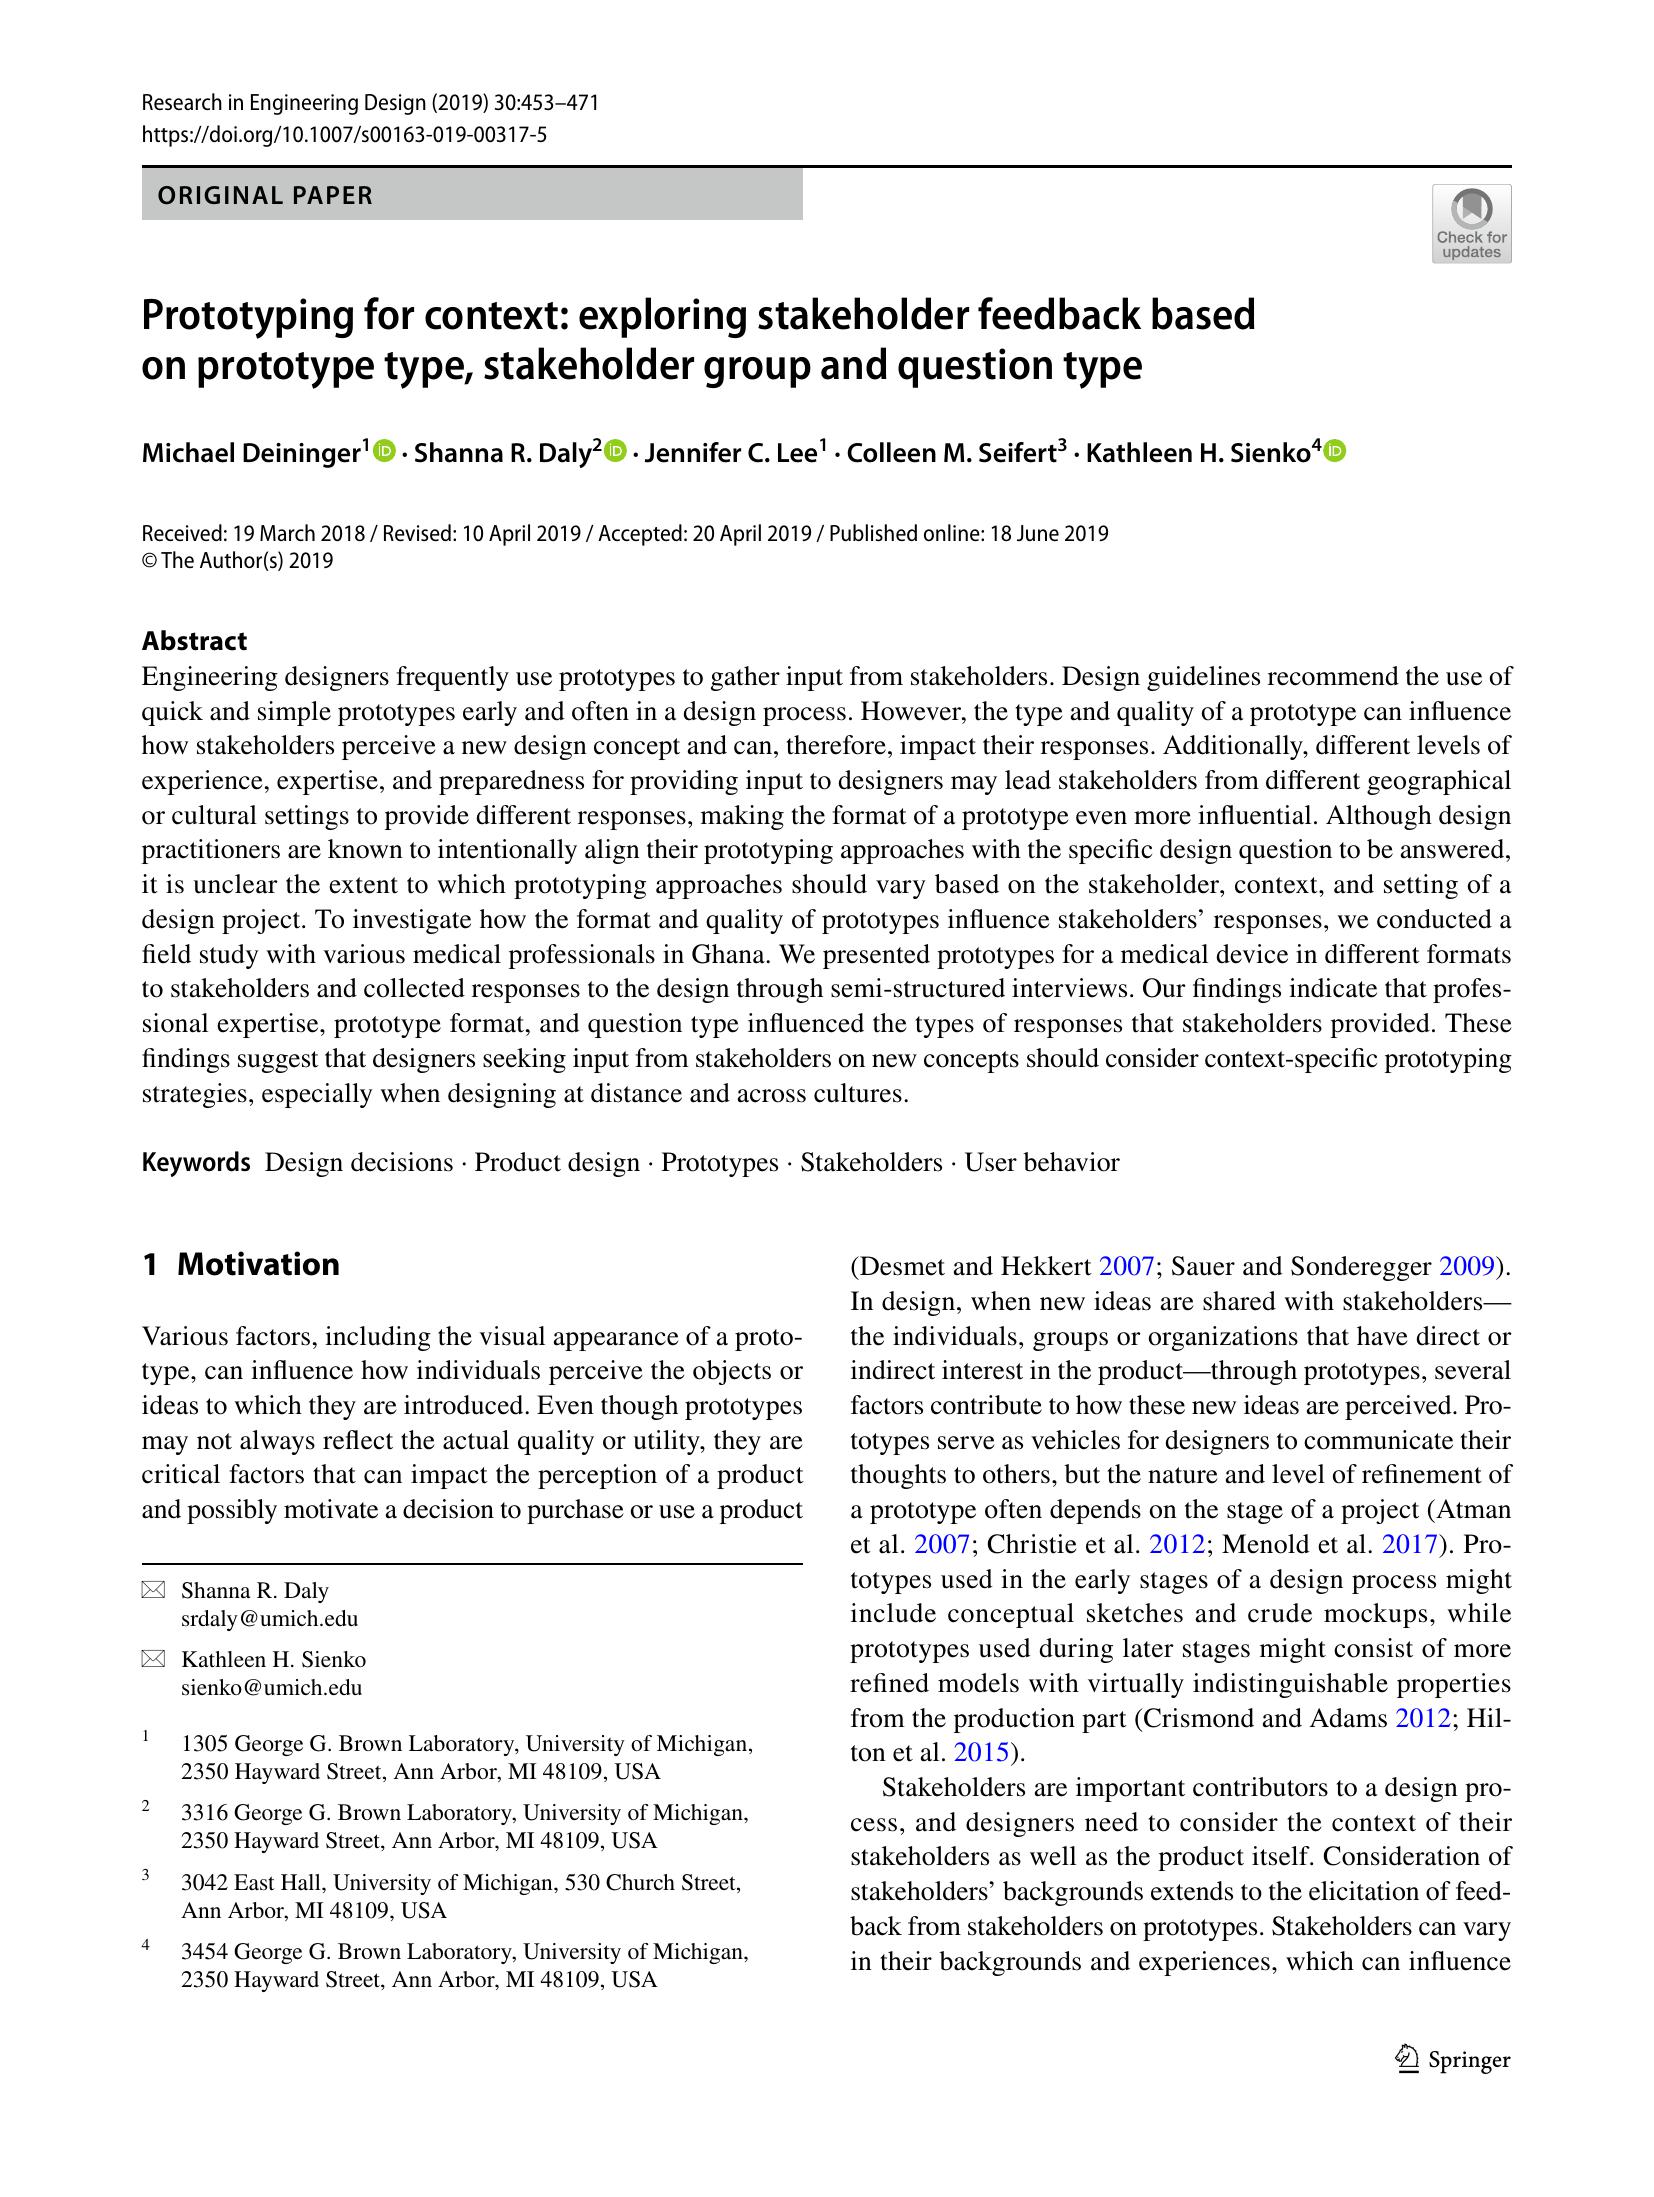 Research in Engineering Design (2019) 30:453–471
https://doi.org/10.1007/s00163-019-00317-5
ORIGINAL PAPER
Check for
updates
Prototyping for context: exploring stakeholder feedback based
on prototype type, stakeholder group and question type
Michael Deininger1 iD · Shanna R. Daly2 iD · Jennifer C. Lee1 · Colleen M. Seifert3 · Kathleen H. Sienko4 iD
Received: 19 March 2018 / Revised: 10 April 2019 / Accepted: 20 April 2019 / Published online: 18 June 2019
© The Author(s) 2019
Abstract
Engineering designers frequently use prototypes to gather input from stakeholders. Design guidelines recommend the use of
quick and simple prototypes early and often in a design process. However, the type and quality of a prototype can influence
how stakeholders perceive a new design concept and can, therefore, impact their responses. Additionally, different levels of
experience, expertise, and preparedness for providing input to designers may lead stakeholders from different geographical
or cultural settings to provide different responses, making the format of a prototype even more influential. Although design
practitioners are known to intentionally align their prototyping approaches with the specific design question to be answered,
it is unclear the extent to which prototyping approaches should vary based on the stakeholder, context, and setting of a
design project. To investigate how the format and quality of prototypes influence stakeholders' responses, we conducted a
field study with various medical professionals in Ghana. We presented prototypes for a medical device in different formats
to stakeholders and collected responses to the design through semi-structured interviews. Our findings indicate that profes-
sional expertise, prototype format, and question type influenced the types of responses that stakeholders provided. These
findings suggest that designers seeking input from stakeholders on new concepts should consider context-specific prototyping
strategies, especially when designing at distance and across cultures.
Keywords Design decisions · Product design · Prototypes · Stakeholders · User behavior
1 Motivation
Various factors, including the visual appearance of a proto-
type, can influence how individuals perceive the objects or
ideas to which they are introduced. Even though prototypes
may not always reflect the actual quality or utility, they are
critical factors that can impact the perception of a product
and possibly motivate a decision to purchase or use a product
Shanna R. Daly
srdaly@umich.edu
Kathleen H. Sienko
sienko@umich.edu
1 1305 George G. Brown Laboratory, University of Michigan,
2350 Hayward Street, Ann Arbor, MI 48109, USA
2 3316 George G. Brown Laboratory, University of Michigan,
2350 Hayward Street, Ann Arbor, MI 48109, USA
3 3042 East Hall, University of Michigan, 530 Church Street,
Ann Arbor, MI 48109, USA
4 3454 George G. Brown Laboratory, University of Michigan,
2350 Hayward Street, Ann Arbor, MI 48109, USA
(Desmet and Hekkert 2007; Sauer and Sonderegger 2009).
In design, when new ideas are shared with stakeholders—
the individuals, groups or organizations that have direct or
indirect interest in the product—through prototypes, several
factors contribute to how these new ideas are perceived. Pro-
totypes serve as vehicles for designers to communicate their
thoughts to others, but the nature and level of refinement of
a prototype often depends on the stage of a project (Atman
et al. 2007; Christie et al. 2012; Menold et al. 2017). Pro-
totypes used in the early stages of a design process might
include conceptual sketches and crude mockups, while
prototypes used during later stages might consist of more
refined models with virtually indistinguishable properties
from the production part (Crismond and Adams 2012; Hil-
ton et al. 2015).
Stakeholders are important contributors to a design pro-
cess, and designers need to consider the context of their
stakeholders as well as the product itself. Consideration of
stakeholders' backgrounds extends to the elicitation of feed-
back from stakeholders on prototypes. Stakeholders can vary
in their backgrounds and experiences, which can influence
Springer